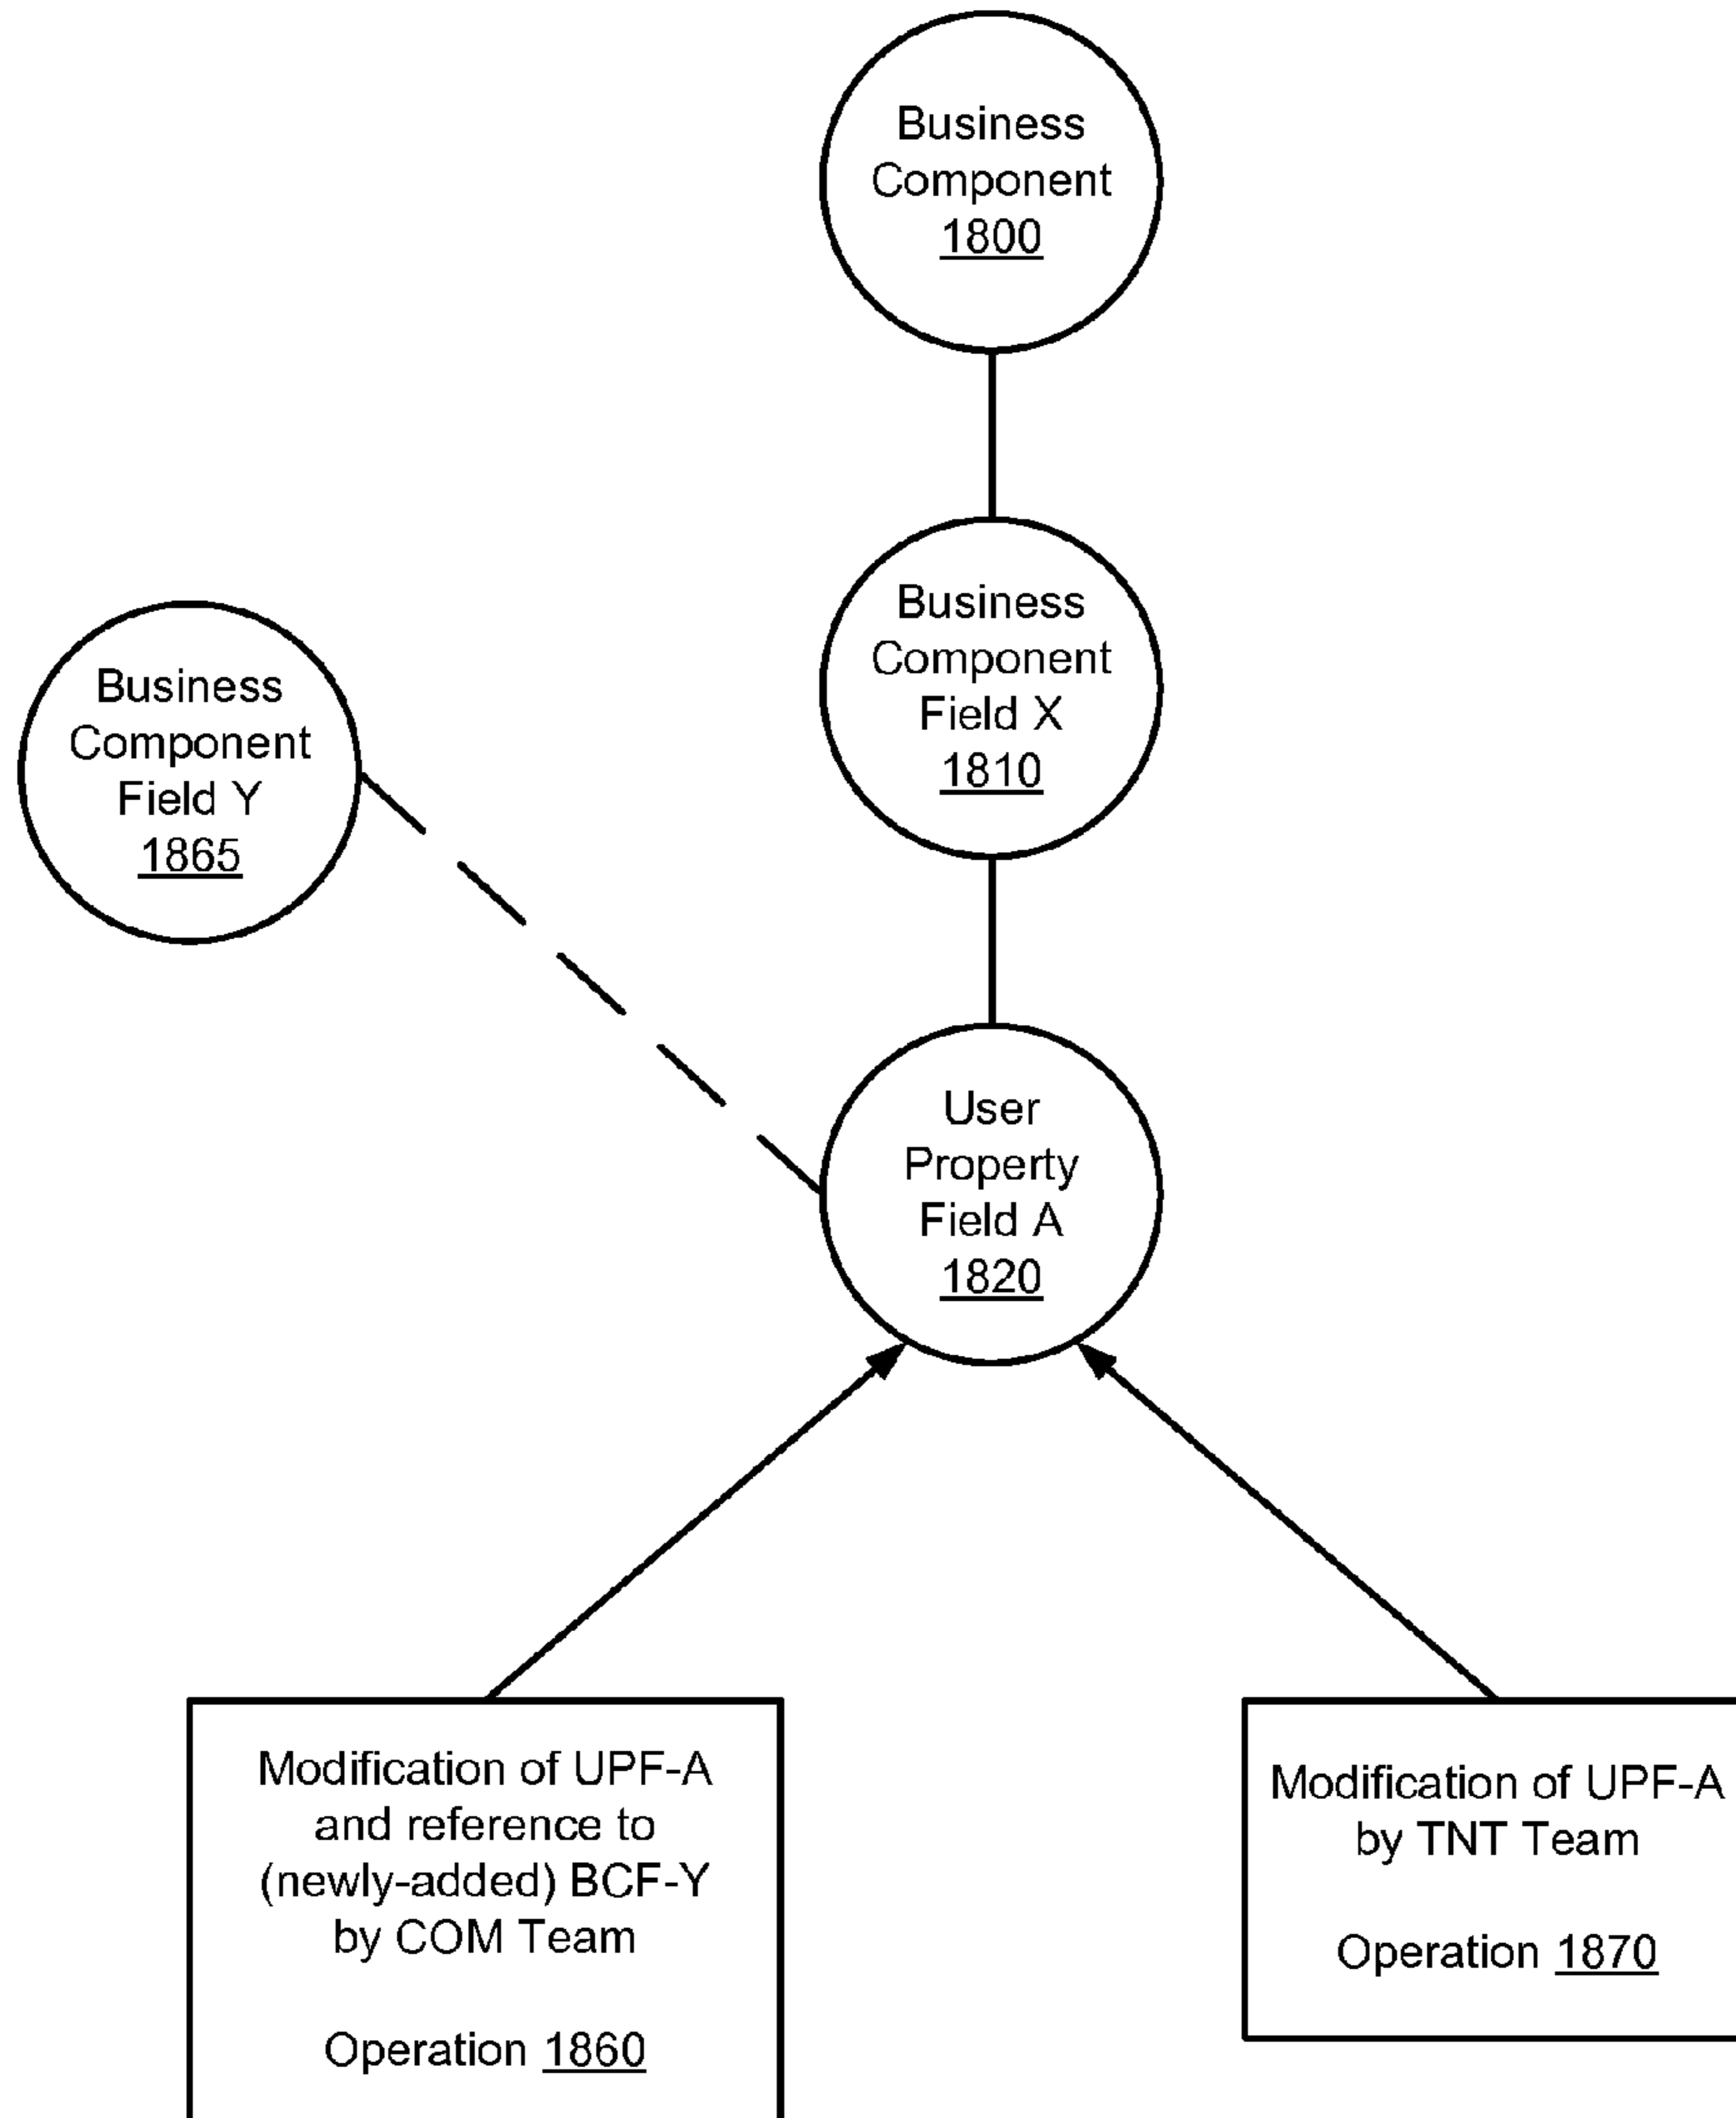 Business
Component
1800
Business
Component
Field X
1810
Business
Component
Field Y
1865
User
Property
Field A
1820
Modification of UPF-A
and reference to
(newly-added) BCF-Y
by COM Team
Operation 1860
Modification of UPF-A
by TNT Team
Operation 1870